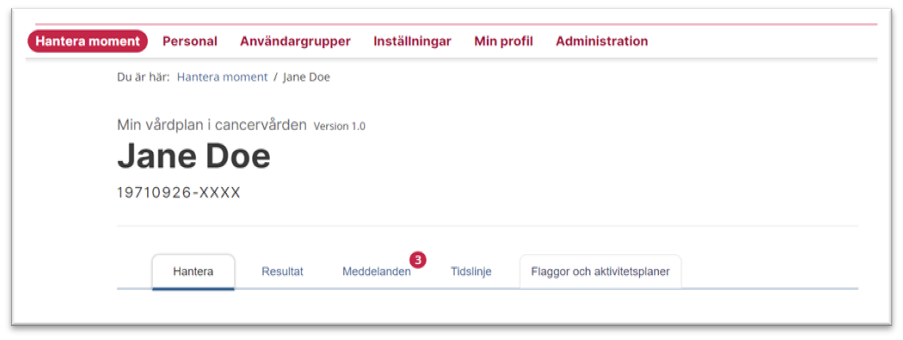 Hantera moment Personal Användargrupper Inställningar Min profil Administration
Du är här: Hantera moment / Jane Doe
Min vårdplan i cancervården Version 1.0
Jane Doe
19710926-XXXX
Hantera Resultat Meddelanden 3 Tidslinje Flaggor och aktivitetsplaner